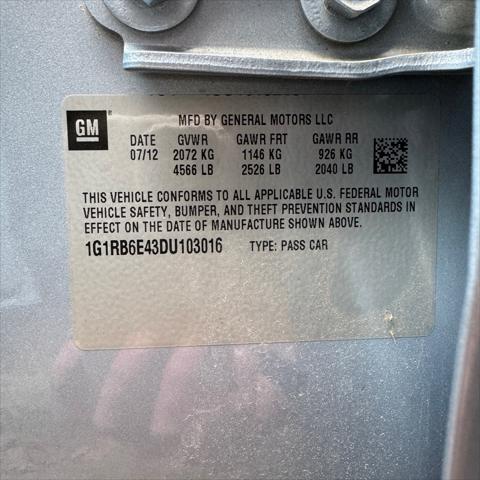 GM
MFD BY GENERAL MOTORS LLC
DATE GVWR GAWR FRT GAWR RR
07/12 2072 KG 1146 KG 926 KG
4566 LB 2526 LB 2040 LB
THIS VEHICLE CONFORMS TO ALL APPLICABLE U.S. FEDERAL MOTOR
VEHICLE SAFETY, BUMPER, AND THEFT PREVENTION STANDARDS IN
EFFECT ON THE DATE OF MANUFACTURE SHOWN ABOVE.
1G1RB6E43DU103016 TYPE: PASS CAR